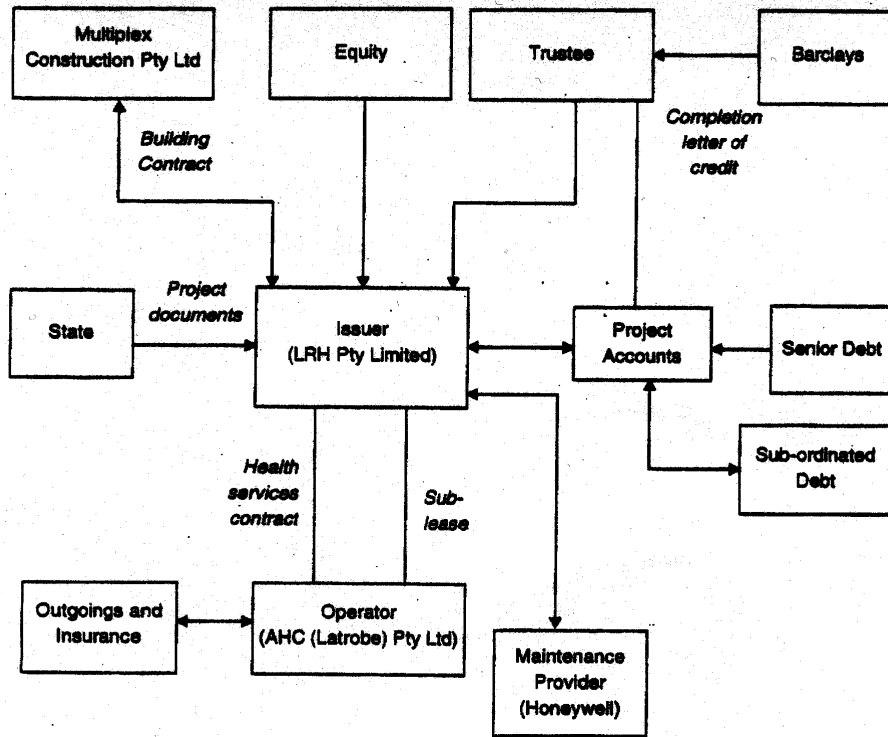 Multiplex
Construction Pty Ltd
Equity
Trustee
Barclays
Building
Contract
Completion
letter of
credit
State
Project
documents
Issuer
(LRH Pty Limited)
Project
Accounts
Senior Debt
Sub-ordinated
Debt
Health
services
contract
Sub-
lease
Outgoings and
Insurance
Operator
(AHC (Latrobe) Pty Ltd)
Maintenance
Provider
(Honeywell)